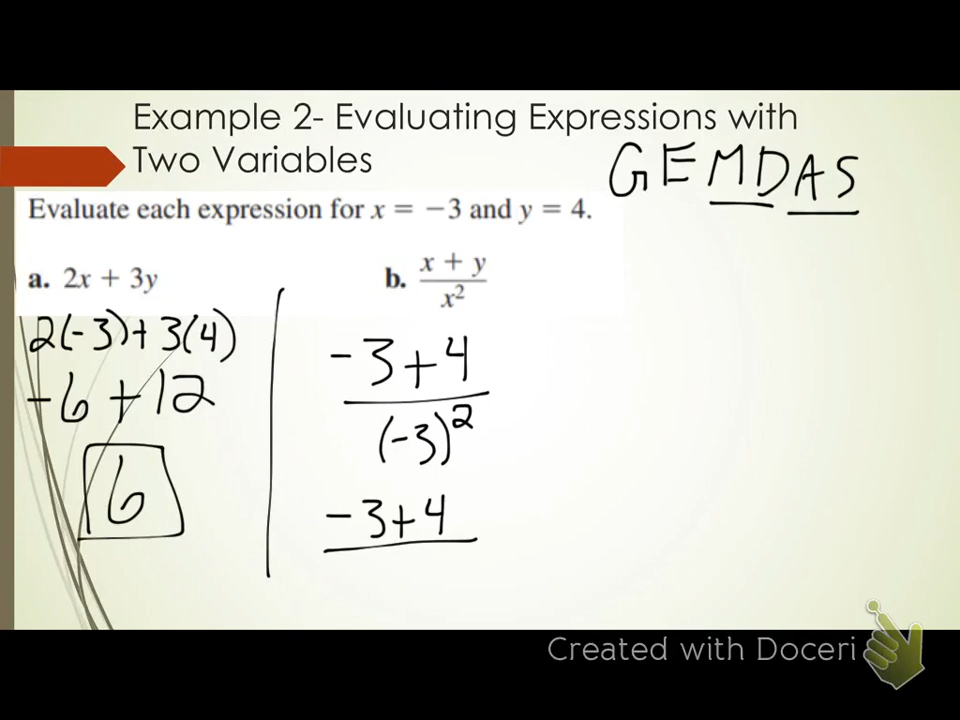 Example 2- Evaluating Expressions with
Two Variables
GEMDAS
Evaluate each expression for x = −3 and y = 4.
a. 2x + 3y
2(-3)+3(4)
-6+12
6
b. x + y
x²
-3+4
(-3)²
-3+4
Created with Doceri